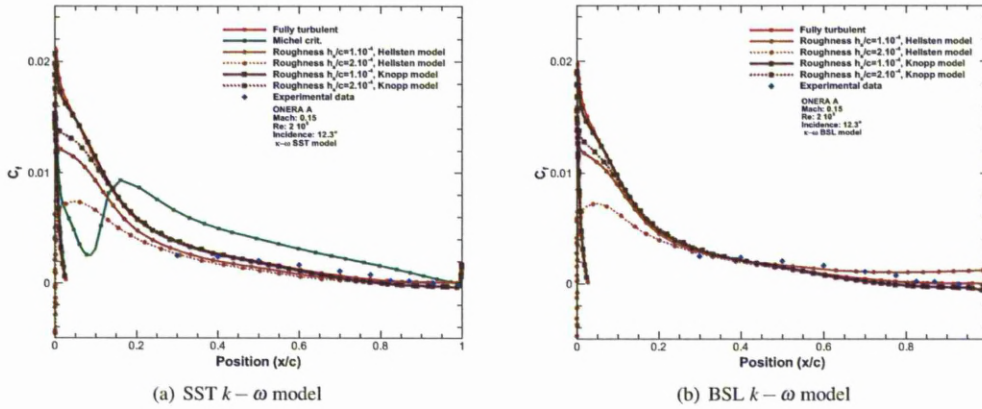 0.02
0.01
0
C_f
0
0.2
0.4
0.6
0.8
1
Position (x/c)
Fully turbulent
Michel crit.
Roughness h_s/c=1.10⁻⁴, Hellsten model
Roughness h_s/c=2.10⁻⁴, Hellsten model
Roughness h_s/c=1.10⁻⁴, Knopp model
Roughness h_s/c=2.10⁻⁴, Knopp model
Experimental data
ONERA A
Mach: 0.15
Re: 2 10⁶
Incidence: 12.3°
κ-ω SST model
(a) SST k − ω model
0.02
0.01
0
C_f
0
0.2
0.4
0.6
0.8
Position (x/c)
Fully turbulent
Roughness h_s/c=1.10⁻⁴, Hellsten model
Roughness h_s/c=2.10⁻⁴, Hellsten model
Roughness h_s/c=1.10⁻⁴, Knopp model
Roughness h_s/c=2.10⁻⁴, Knopp model
Experimental data
ONERA A
Mach: 0.15
Re: 2 10⁶
Incidence: 12.3°
κ-ω BSL model
(b) BSL k − ω model